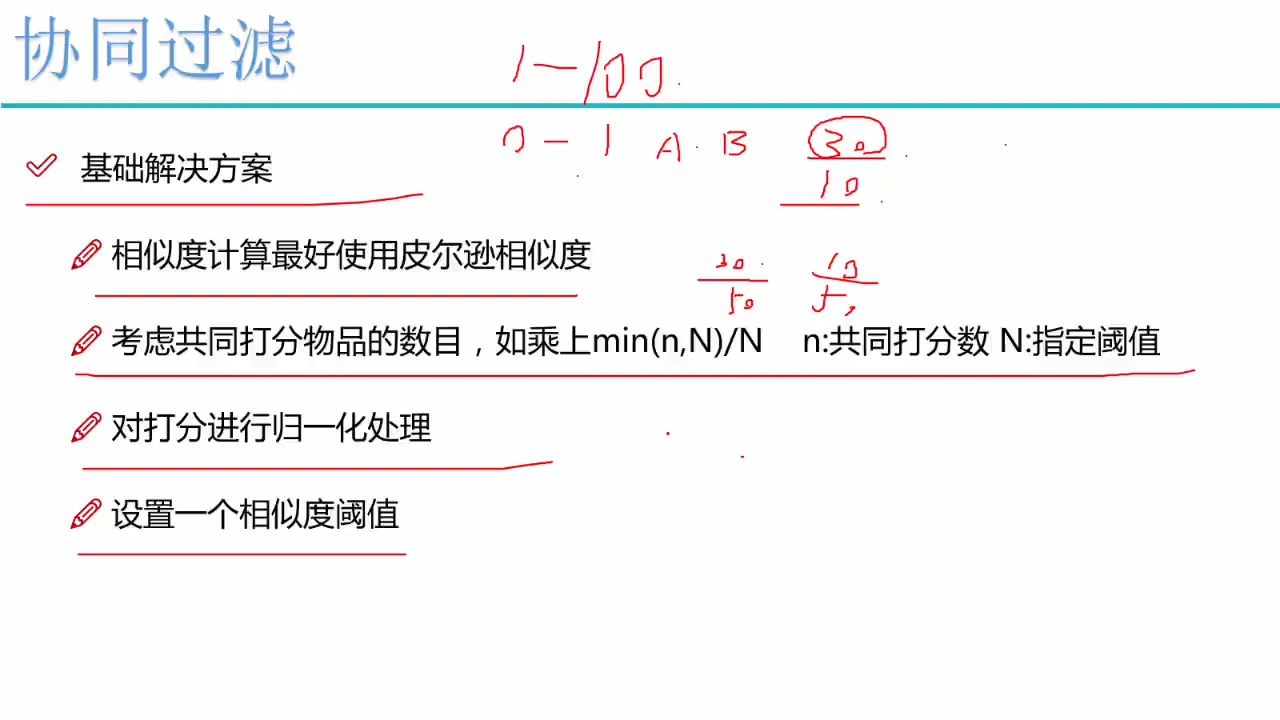 协同过滤
1-100
0-1 A.B 30
10
基础解决方案
相似度计算最好使用皮尔逊相似度
30 10
50 5
考虑共同打分物品的数目，如乘上min(n,N)/N n:共同打分数 N:指定阈值
对打分进行归一化处理
设置一个相似度阈值